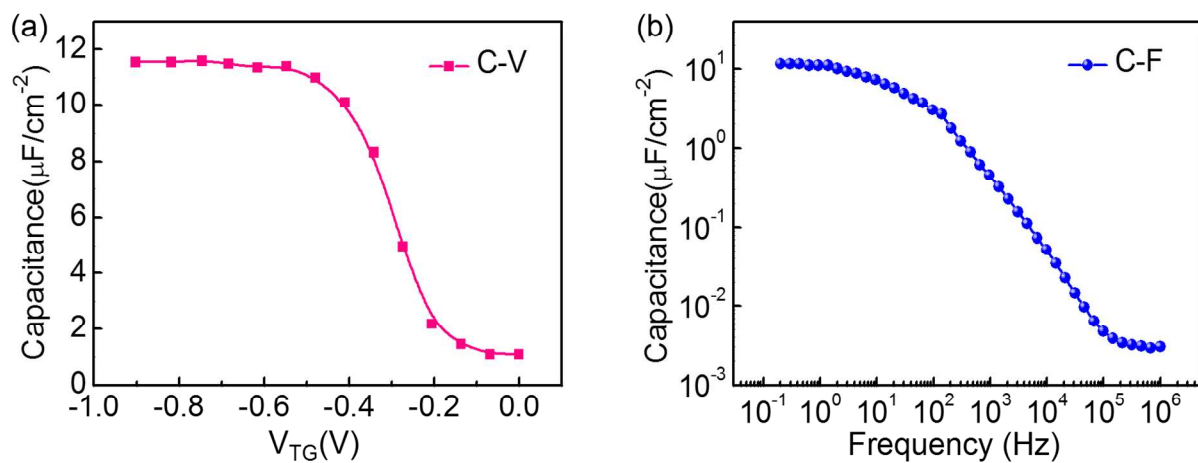 (a)
12
10
8
6
4
2
0
Capacitance(μF/cm⁻²)
C-V
-1.0 -0.8 -0.6 -0.4 -0.2 0.0
V_TG(V)
(b)
10¹
10⁰
10⁻¹
10⁻²
10⁻³
Capacitance(μF/cm⁻²)
C-F
10⁻¹ 10⁰ 10¹ 10² 10³ 10⁴ 10⁵ 10⁶
Frequency (Hz)